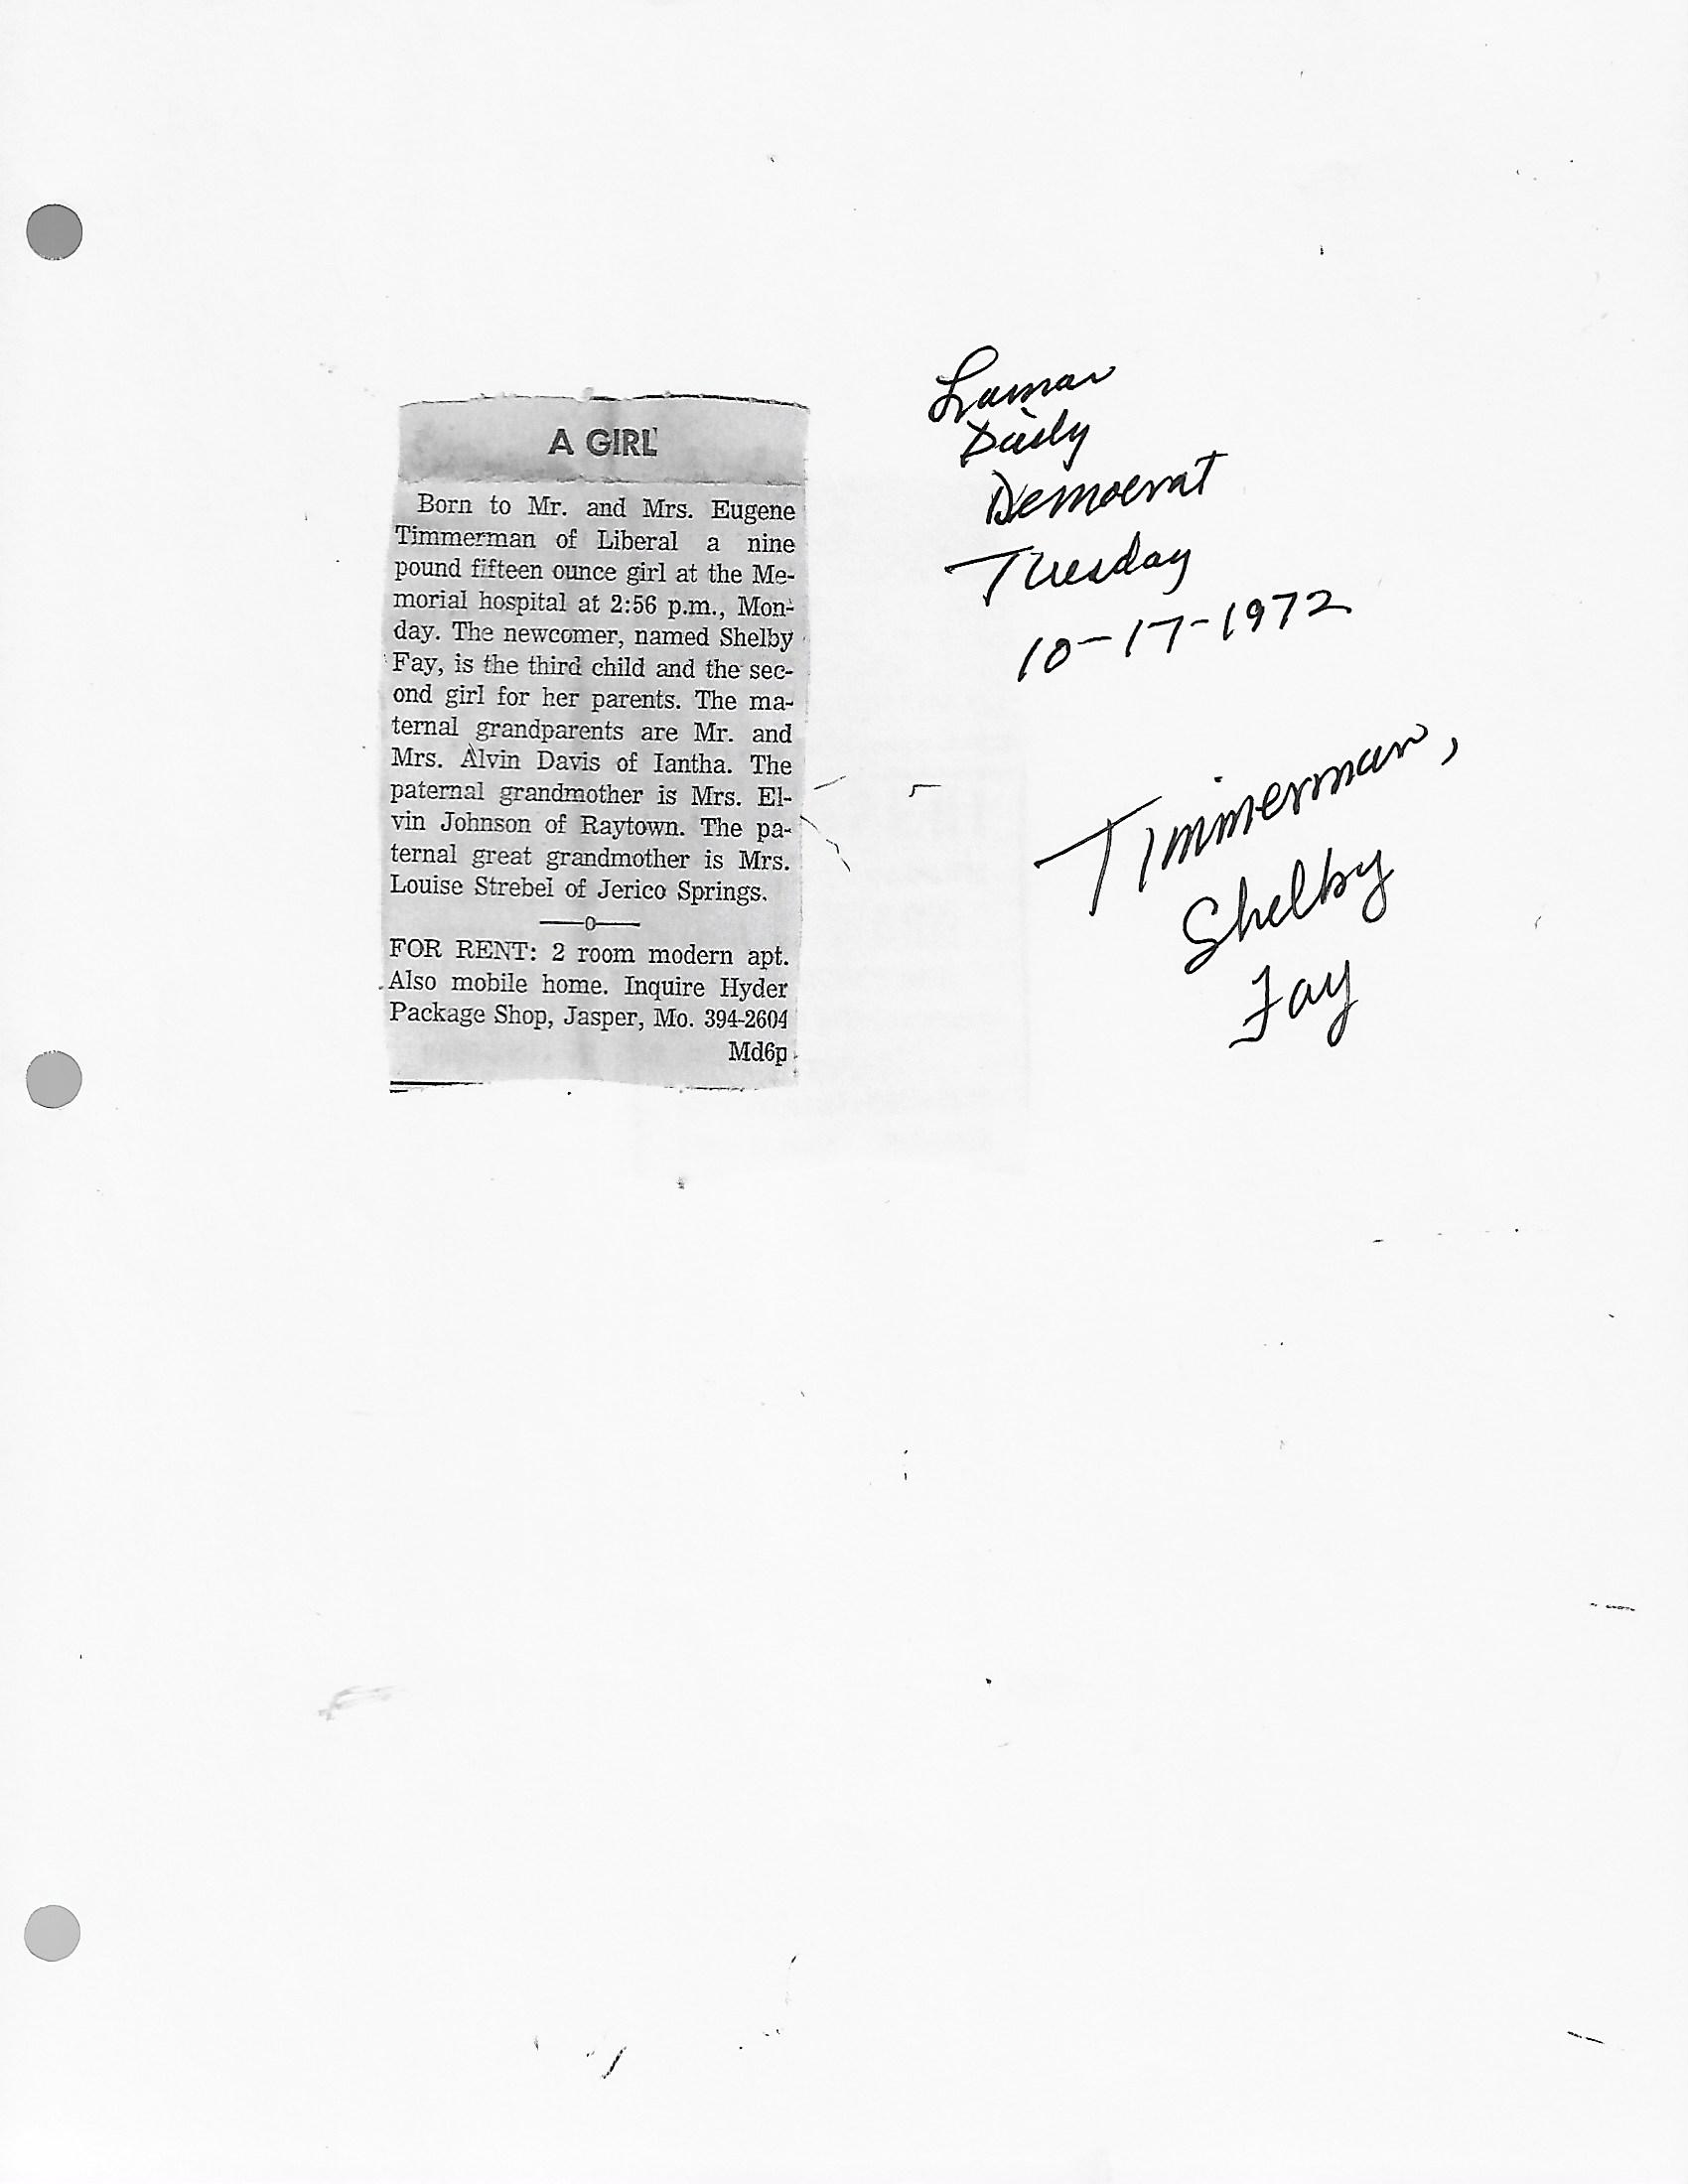 A GIRL
Born to Mr. and Mrs. Eugene
Timmerman of Liberal a nine
pound fifteen ounce girl at the Me-
morial hospital at 2:56 p.m., Mon-
day. The newcomer, named Shelby
Fay, is the third child and the sec-
ond girl for her parents. The ma-
ternal grandparents are Mr. and
Mrs. Alvin Davis of Iantha. The
paternal grandmother is Mrs. El-
vin Johnson of Raytown. The pa-
ternal great grandmother is Mrs.
Louise Strebel of Jerico Springs.
——o——
FOR RENT: 2 room modern apt.
Also mobile home. Inquire Hyder
Package Shop, Jasper, Mo. 394-2604
Md6p
Lamar
Daily
Democrat
Tuesday
10-17-1972
Timmerman,
Shelby
Fay